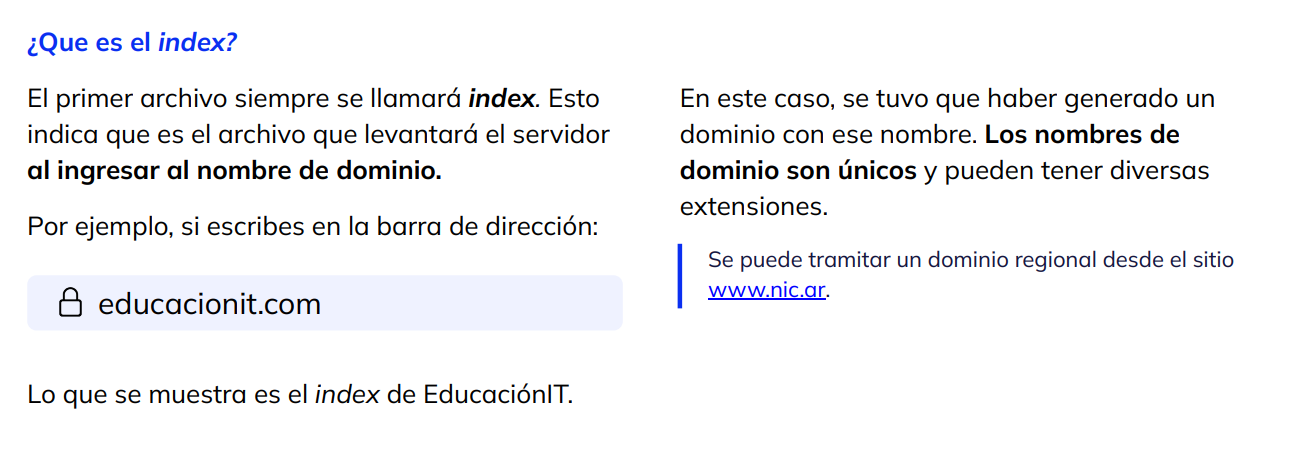 ¿Que es el index?
El primer archivo siempre se llamará index. Esto
indica que es el archivo que levantará el servidor
al ingresar al nombre de dominio.
Por ejemplo, si escribes en la barra de dirección:
educacionit.com
Lo que se muestra es el index de EducaciónIT.
En este caso, se tuvo que haber generado un
dominio con ese nombre. Los nombres de
dominio son únicos y pueden tener diversas
extensiones.
Se puede tramitar un dominio regional desde el sitio
www.nic.ar.